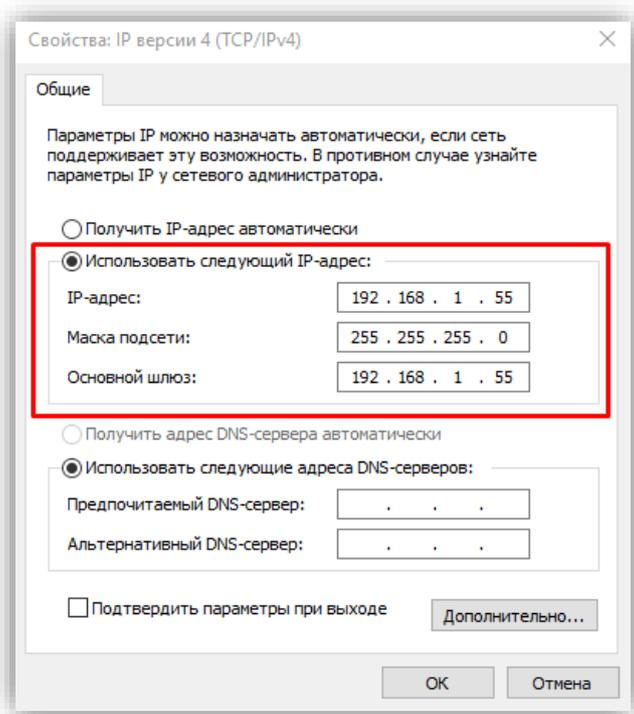 Свойства: IP версии 4 (TCP/IPv4)
Общие
Параметры IP можно назначать автоматически, если сеть
поддерживает эту возможность. В противном случае узнайте
параметры IP у сетевого администратора.
Получить IP-адрес автоматически
Использовать следующий IP-адрес:
IP-адрес: 192 . 168 . 1 . 55
Маска подсети: 255 . 255 . 255 . 0
Основной шлюз: 192 . 168 . 1 . 55
Получить адрес DNS-сервера автоматически
Использовать следующие адреса DNS-серверов:
Предпочитаемый DNS-сервер: . . .
Альтернативный DNS-сервер: . . .
Подтвердить параметры при выходе
Дополнительно...
ОК Отмена